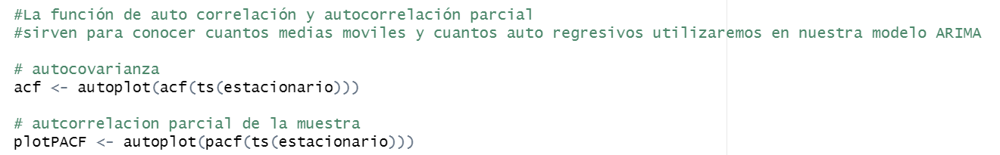 #La función de auto correlación y autocorrelación parcial
#sirven para conocer cuantos medias moviles y cuantos auto regresivos utilizaremos en nuestra modelo ARIMA
# autocovarianza
acf <- autoplot(acf(ts(estacionario)))
# autcorrelacion parcial de la muestra
plotPACF <- autoplot(pacf(ts(estacionario)))